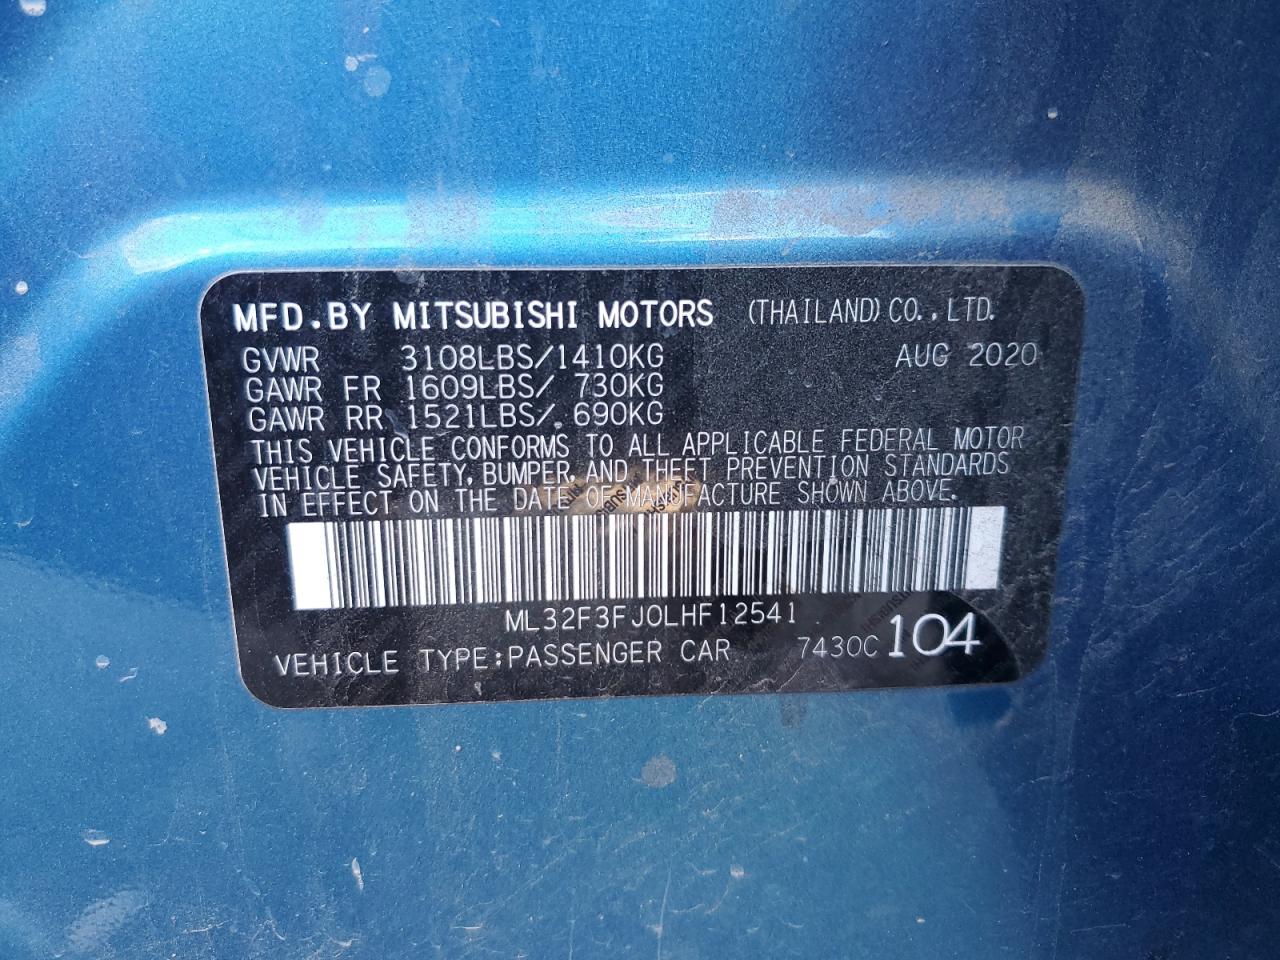 MFD.BY MITSUBISHI MOTORS (THAILAND) CO.,LTD.
GVWR 3108LBS/1410KG AUG 2020
GAWR FR 1609LBS/ 730KG
GAWR RR 1521LBS/ 690KG
THIS VEHICLE CONFORMS TO ALL APPLICABLE FEDERAL MOTOR
VEHICLE SAFETY, BUMPER, AND THEFT PREVENTION STANDARDS
IN EFFECT ON THE DATE OF MANUFACTURE SHOWN ABOVE.
ML32F3FJ0LHF12541
VEHICLE TYPE:PASSENGER CAR 7430C 104